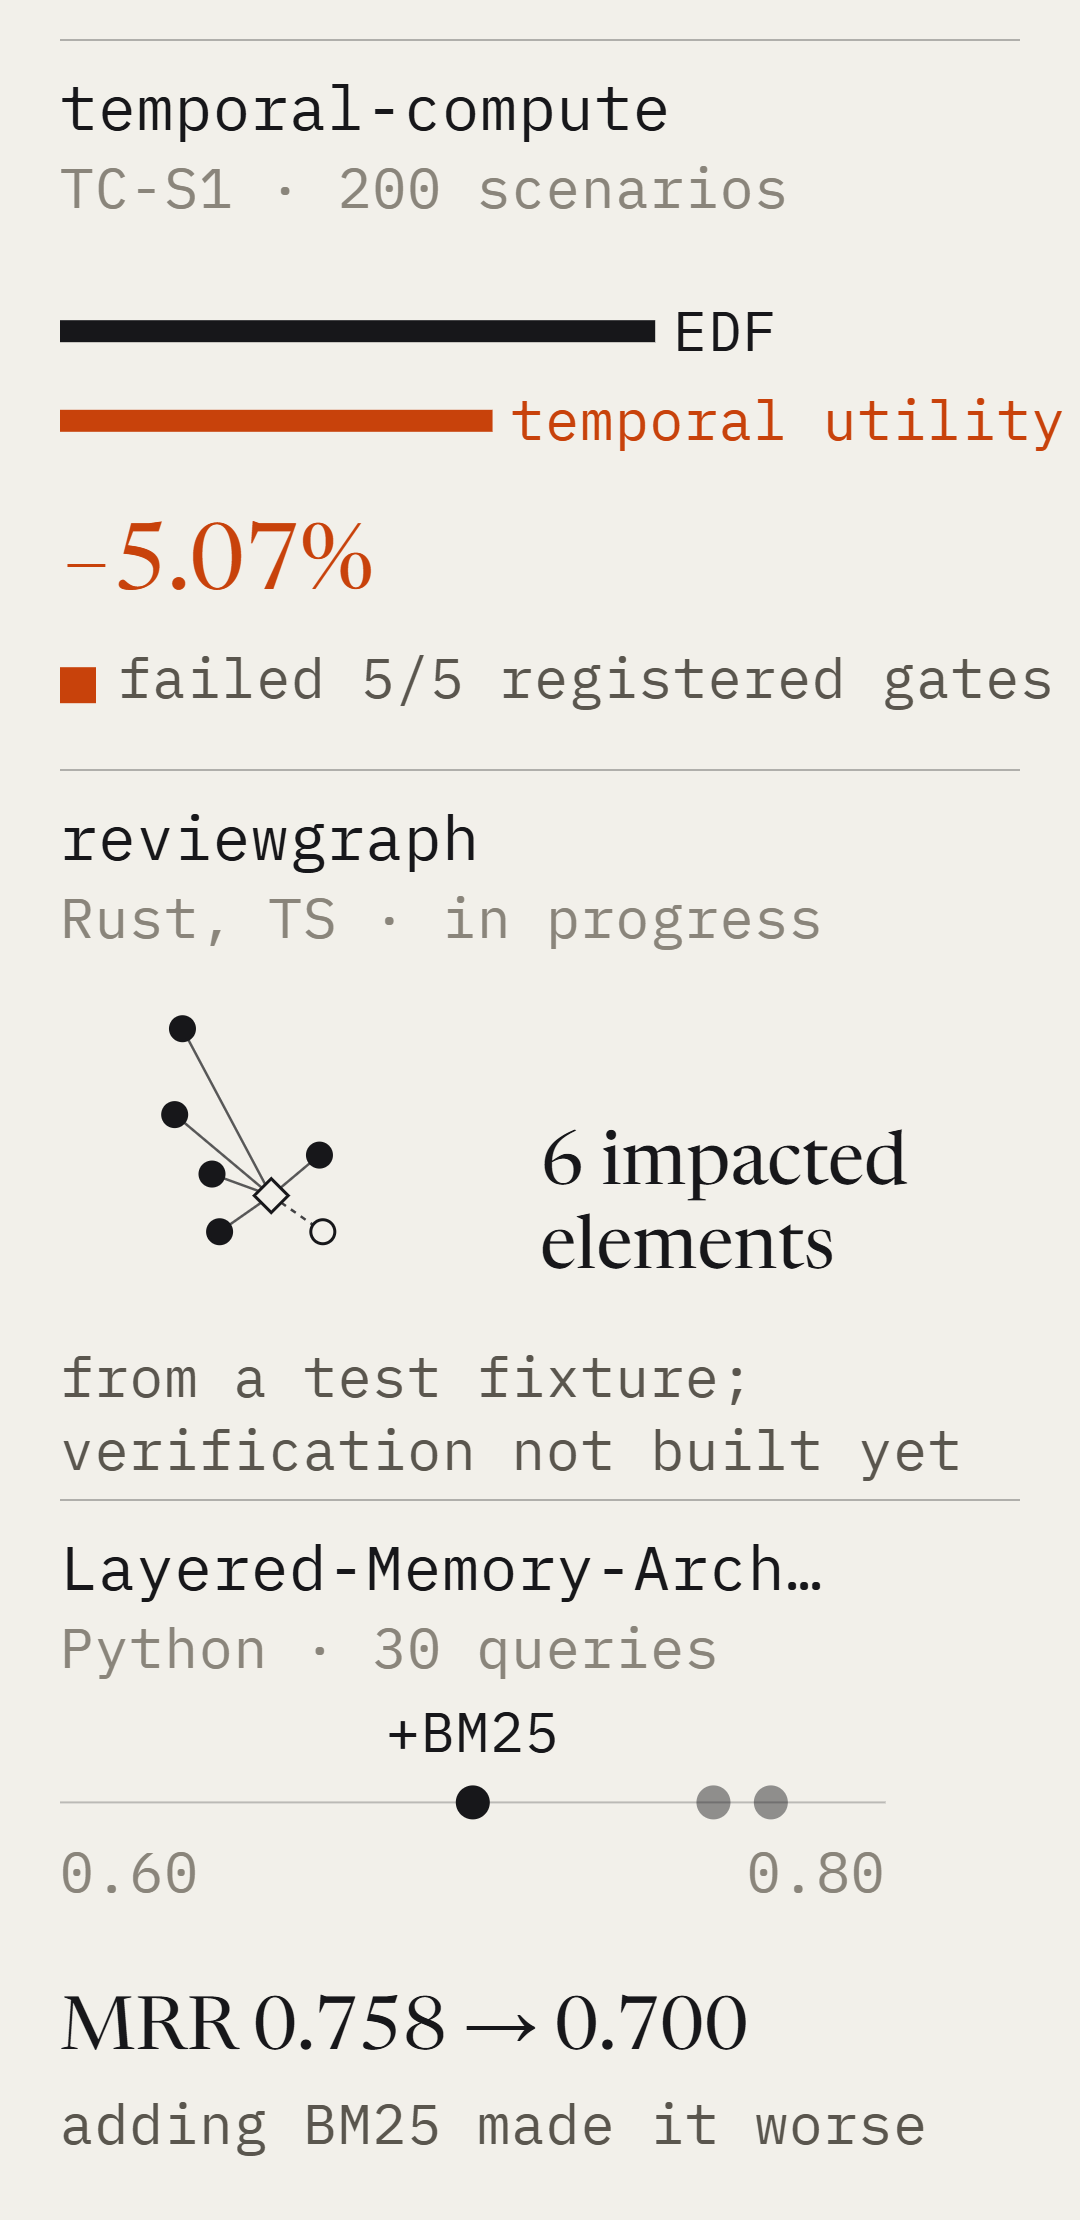 temporal-compute
TC-S1 · 200 scenarios
EDF
temporal utility
–5.07%
failed 5/5 registered gates
reviewgraph
Rust, TS · in progress
6 impacted
elements
from a test fixture;
verification not built yet
Layered-Memory-Arch…
Python · 30 queries
+BM25
0.60 0.80
MRR 0.758 → 0.700
adding BM25 made it worse